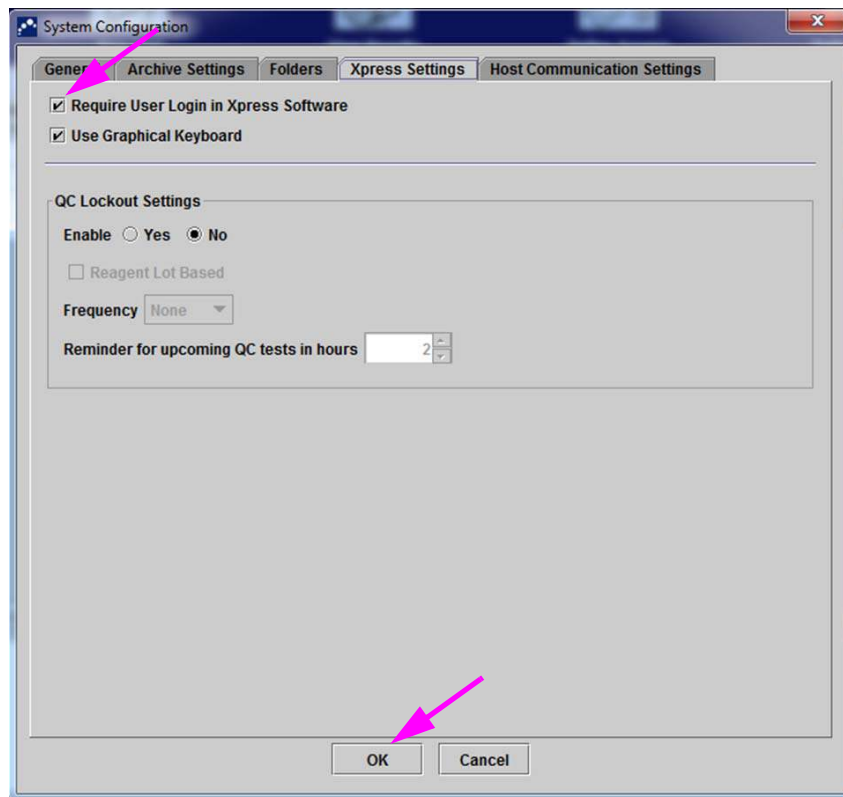 System Configuration
Gener Archive Settings Folders Xpress Settings Host Communication Settings
Require User Login in Xpress Software
Use Graphical Keyboard
QC Lockout Settings
Enable Yes No
Reagent Lot Based
Frequency None
Reminder for upcoming QC tests in hours 2
OK Cancel